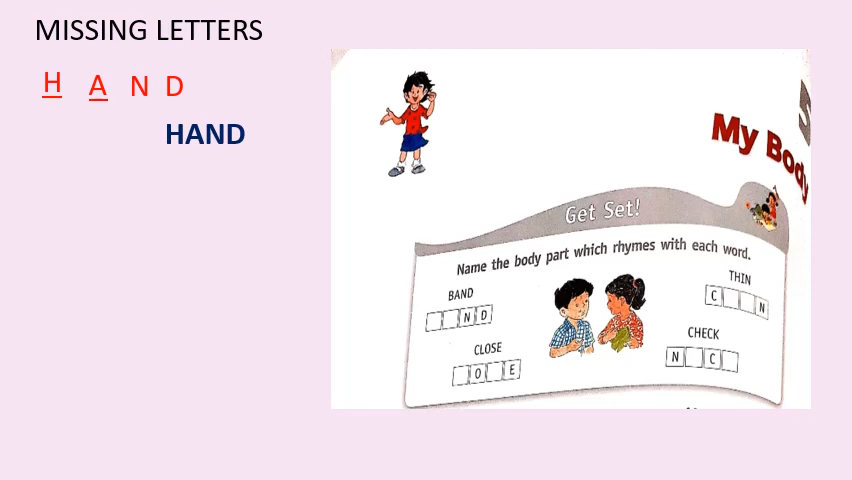 MISSING LETTERS
H A N D
HAND
5
My Body
Get Set!
Name the body part which rhymes with each word.
BAND
N D
THIN
C N
CLOSE
O E
CHECK
N C